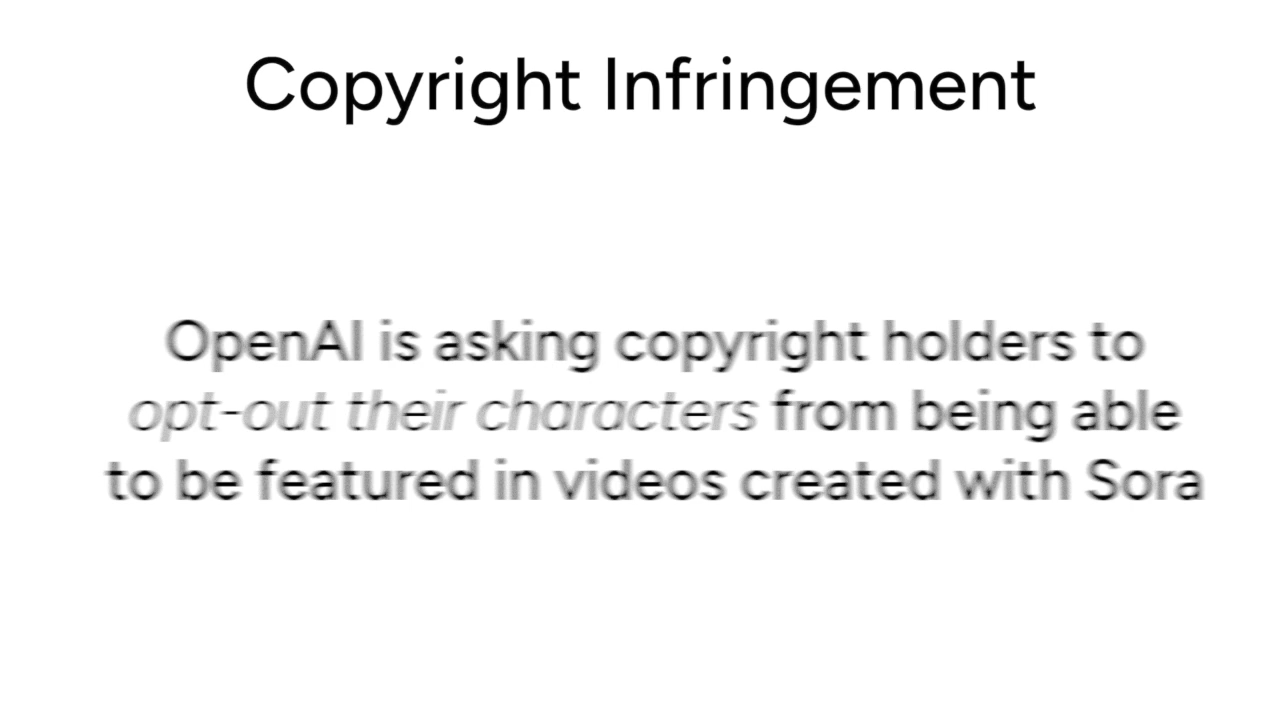 Copyright Infringement
OpenAI is asking copyright holders to
opt-out their characters from being able
to be featured in videos created with Sora